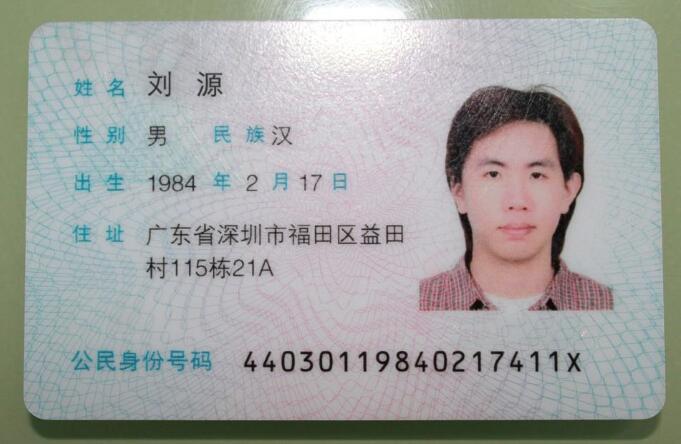 姓名 刘源
性别 男 民族 汉
出生 1984 年 2 月 17 日
住址 广东省深圳市福田区益田
村115栋21A
公民身份号码 44030119840217411X